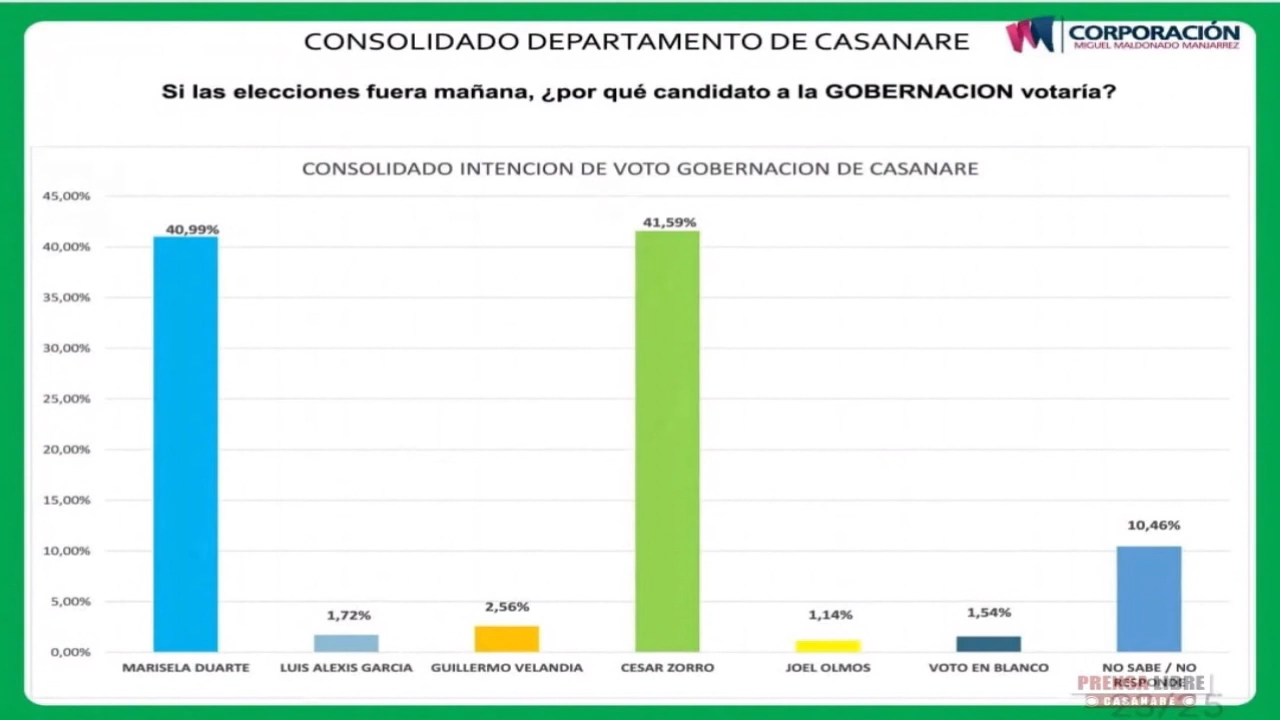 CONSOLIDADO DEPARTAMENTO DE CASANARE
CORPORACIÓN
MIGUEL MALDONADO MANJARREZ
Si las elecciones fuera mañana, ¿por qué candidato a la GOBERNACION votaría?
CONSOLIDADO INTENCION DE VOTO GOBERNACION DE CASANARE
45,00%
40,00%
35,00%
30,00%
25,00%
20,00%
15,00%
10,00%
5,00%
0,00%
40,99%
1,72%
2,56%
41,59%
1,14%
1,54%
10,46%
MARISELA DUARTE
LUIS ALEXIS GARCIA
GUILLERMO VELANDIA
CESAR ZORRO
JOEL OLMOS
VOTO EN BLANCO
NO SABE / NO
RESPONDE
PRENSA LIBRE
CASANARE